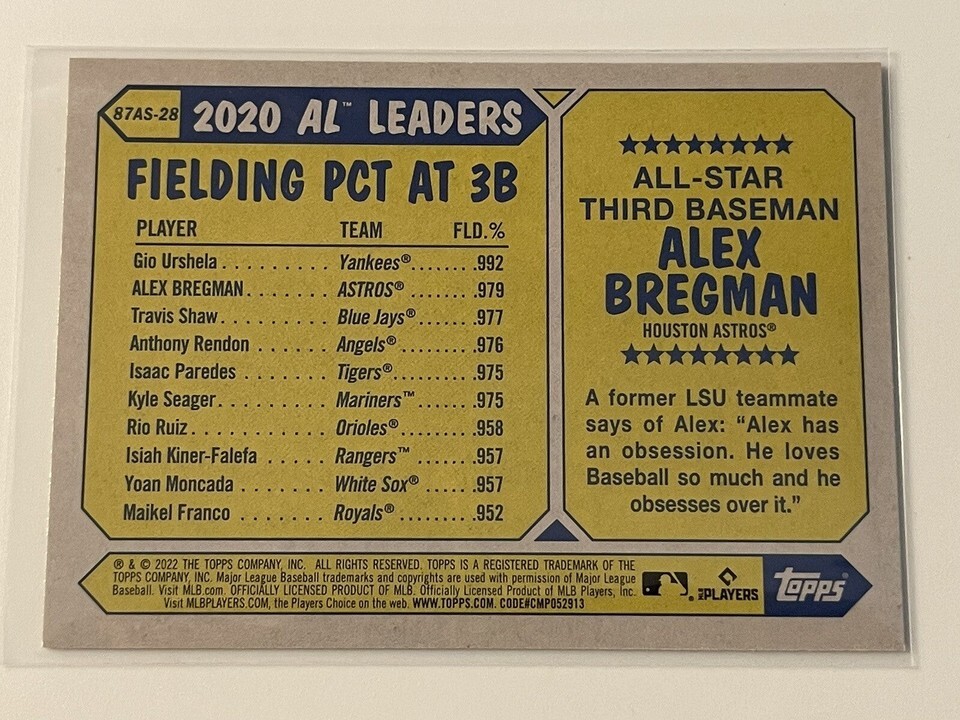 87AS-28 2020 AL™ LEADERS
FIELDING PCT AT 3B
PLAYER TEAM FLD.%
Gio Urshela.......... Yankees®........992
ALEX BREGMAN....... ASTROS® ........979
Travis Shaw.......... Blue Jays®........977
Anthony Rendon ...... Angels® ........976
Isaac Paredes ........ Tigers®.........975
Kyle Seager.......... Mariners™.......975
Rio Ruiz............. Orioles®.........958
Isiah Kiner-Falefa ...... Rangers™ .......957
Yoan Moncada ........ White Sox® ......957
Maikel Franco ........ Royals® .........952
★★★★★★★★
ALL-STAR
THIRD BASEMAN
ALEX
BREGMAN
HOUSTON ASTROS®
★★★★★★★★
A former LSU teammate
says of Alex: “Alex has
an obsession. He loves
Baseball so much and he
obsesses over it.”
® & © 2022 THE TOPPS COMPANY, INC. ALL RIGHTS RESERVED. TOPPS IS A REGISTERED TRADEMARK OF THE
TOPPS COMPANY, INC. Major League Baseball trademarks and copyrights are used with permission of Major League
Baseball. Visit MLB.com. OFFICIALLY LICENSED PRODUCT OF MLB. Officially Licensed Product of MLB Players, Inc.
Visit MLBPLAYERS.COM, the Players Choice on the web. WWW.TOPPS.COM. CODE#CMP052913
MLB PLAYERS
topps®